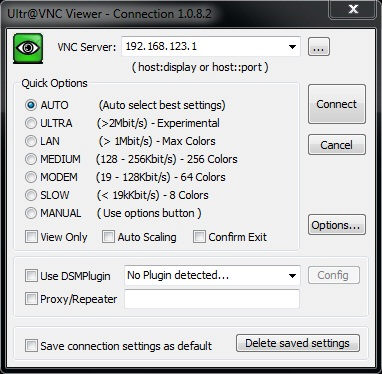 Ultr@VNC Viewer - Connection 1.0.8.2
VNC Server: 192.168.123.1 ...
( host:display or host::port )
Quick Options
AUTO (Auto select best settings)
ULTRA (>2Mbit/s) - Experimental
LAN (> 1Mbit/s) - Max Colors
MEDIUM (128 - 256Kbit/s) - 256 Colors
MODEM (19 - 128Kbit/s) - 64 Colors
SLOW (< 19kKbit/s) - 8 Colors
MANUAL ( Use options button )
View Only Auto Scaling Confirm Exit
Connect
Cancel
Options...
Use DSMPlugin No Plugin detected... Config
Proxy/Repeater
Save connection settings as default Delete saved settings